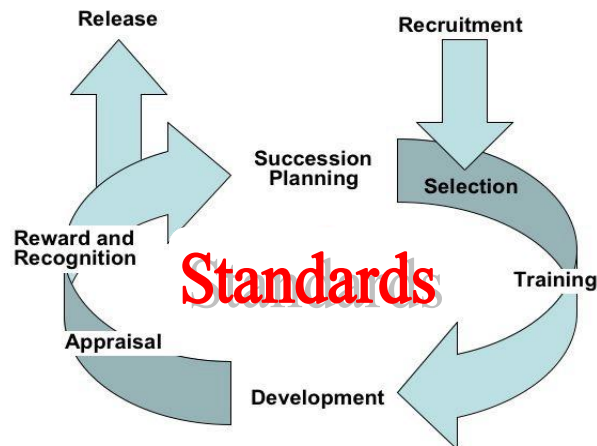 Release
Recruitment
Succession
Planning
Selection
Reward and
Recognition
Standards
Training
Appraisal
Development